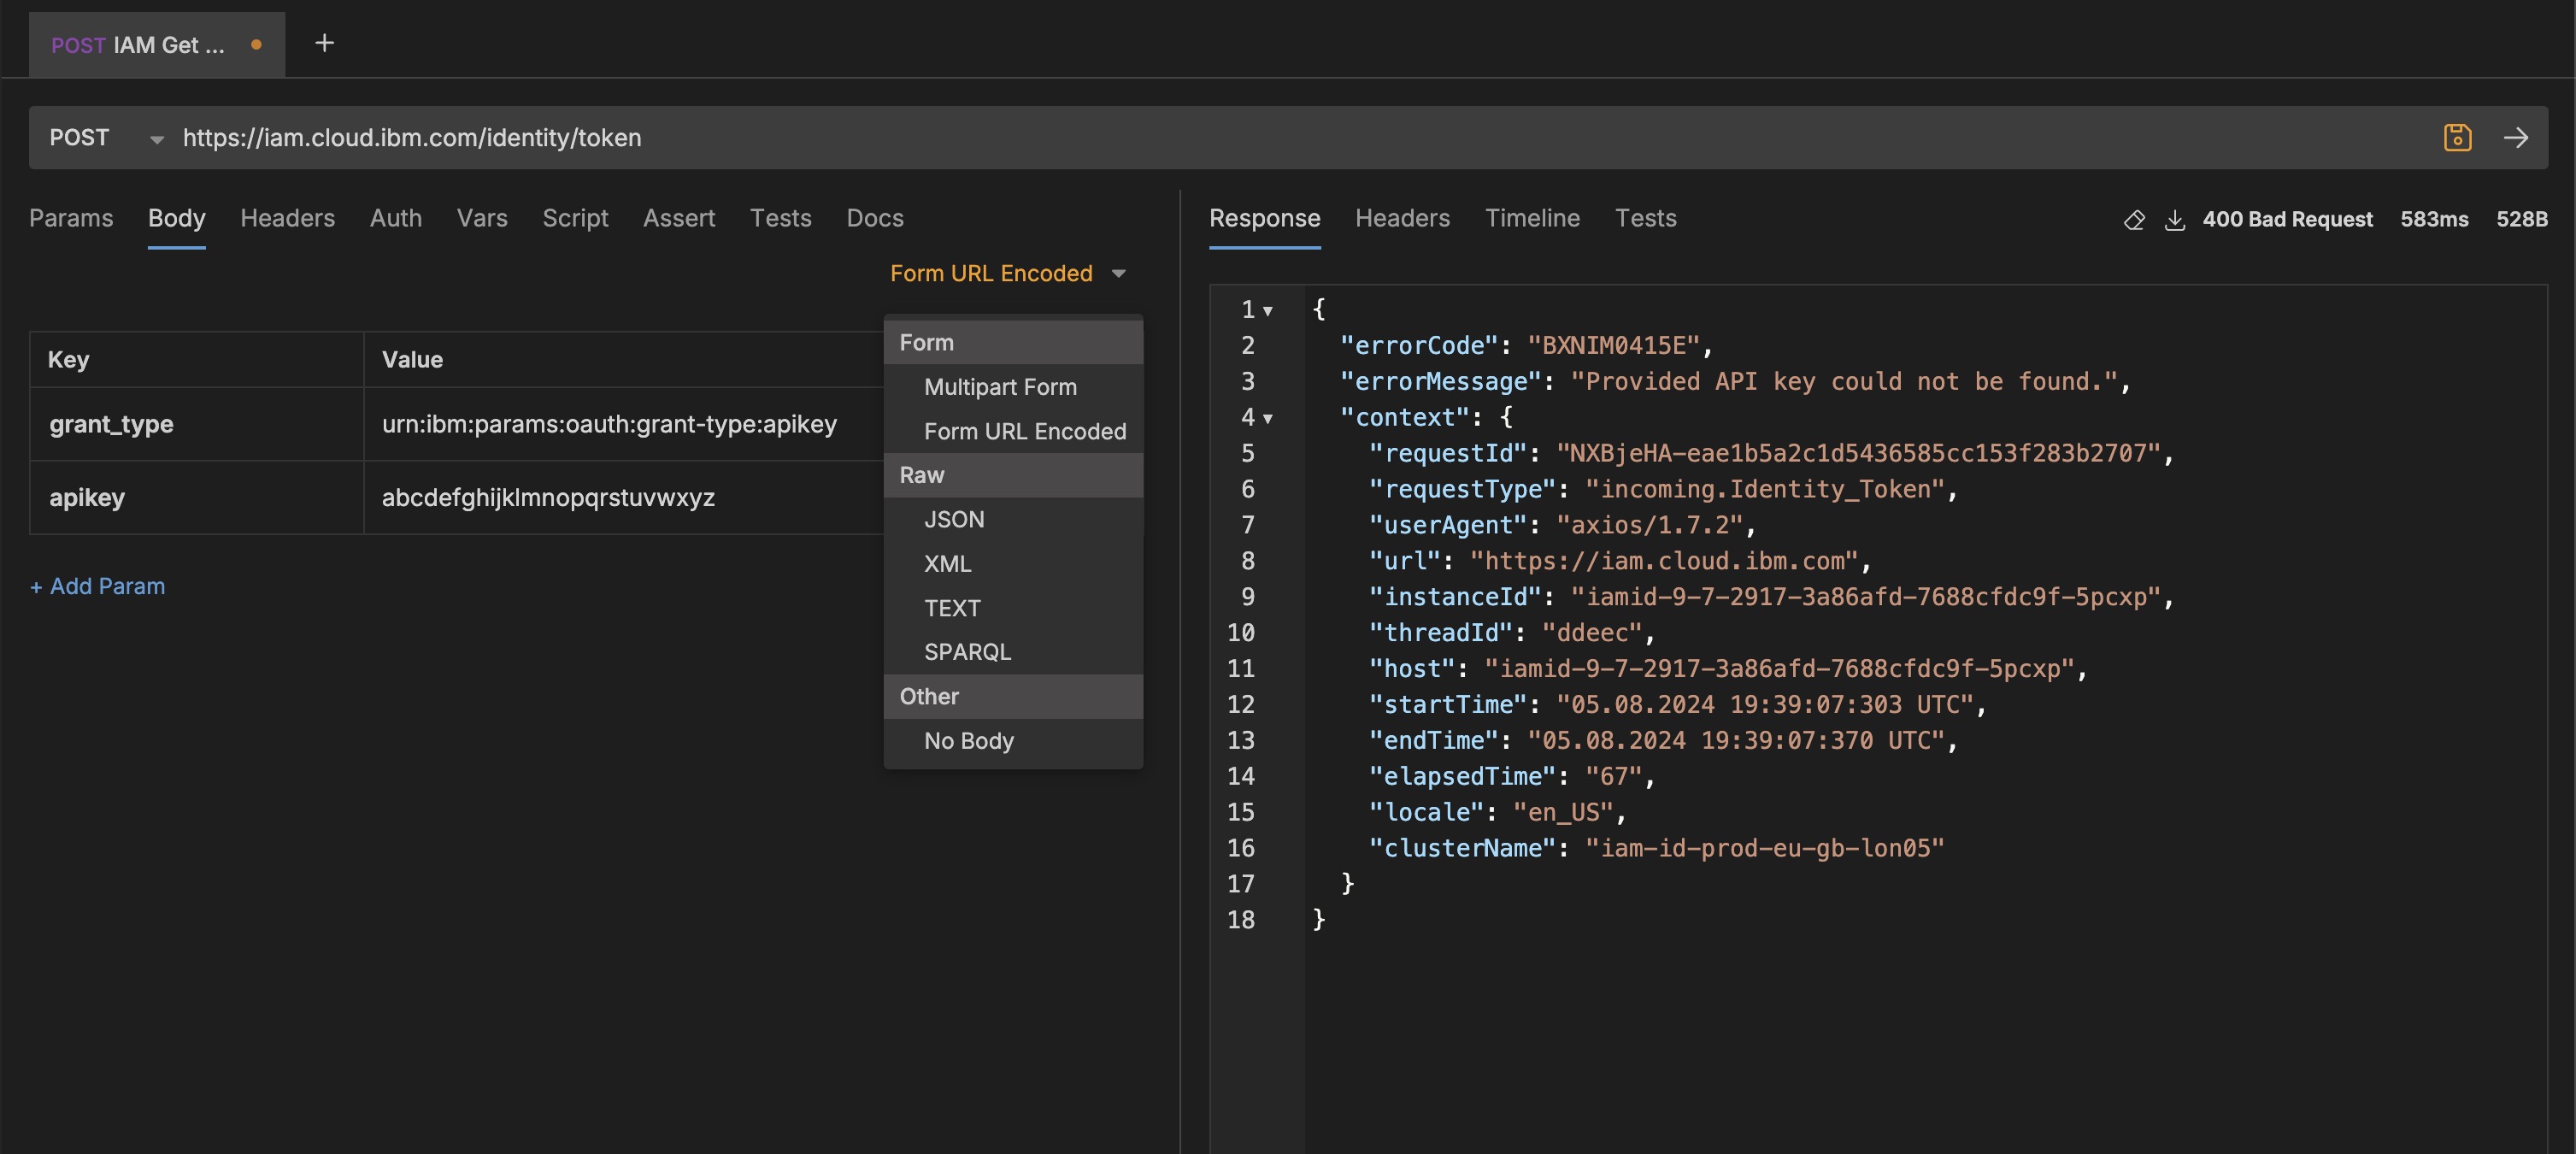 POST IAM Get ...
+
POST https://iam.cloud.ibm.com/identity/token
Params Body Headers Auth Vars Script Assert Tests Docs
Form URL Encoded
Key Value
grant_type urn:ibm:params:oauth:grant-type:apikey
apikey abcdefghijklmnopqrstuvwxyz
+ Add Param
Form
Multipart Form
Form URL Encoded
Raw
JSON
XML
TEXT
SPARQL
Other
No Body
Response Headers Timeline Tests 400 Bad Request 583ms 528B
1 {
2 "errorCode": "BXNIM0415E",
3 "errorMessage": "Provided API key could not be found.",
4 "context": {
5 "requestId": "NXBjeHA-eae1b5a2c1d5436585cc153f283b2707",
6 "requestType": "incoming.Identity_Token",
7 "userAgent": "axios/1.7.2",
8 "url": "https://iam.cloud.ibm.com",
9 "instanceId": "iamid-9-7-2917-3a86afd-7688cfdc9f-5pcxp",
10 "threadId": "ddeec",
11 "host": "iamid-9-7-2917-3a86afd-7688cfdc9f-5pcxp",
12 "startTime": "05.08.2024 19:39:07:303 UTC",
13 "endTime": "05.08.2024 19:39:07:370 UTC",
14 "elapsedTime": "67",
15 "locale": "en_US",
16 "clusterName": "iam-id-prod-eu-gb-lon05"
17 }
18 }